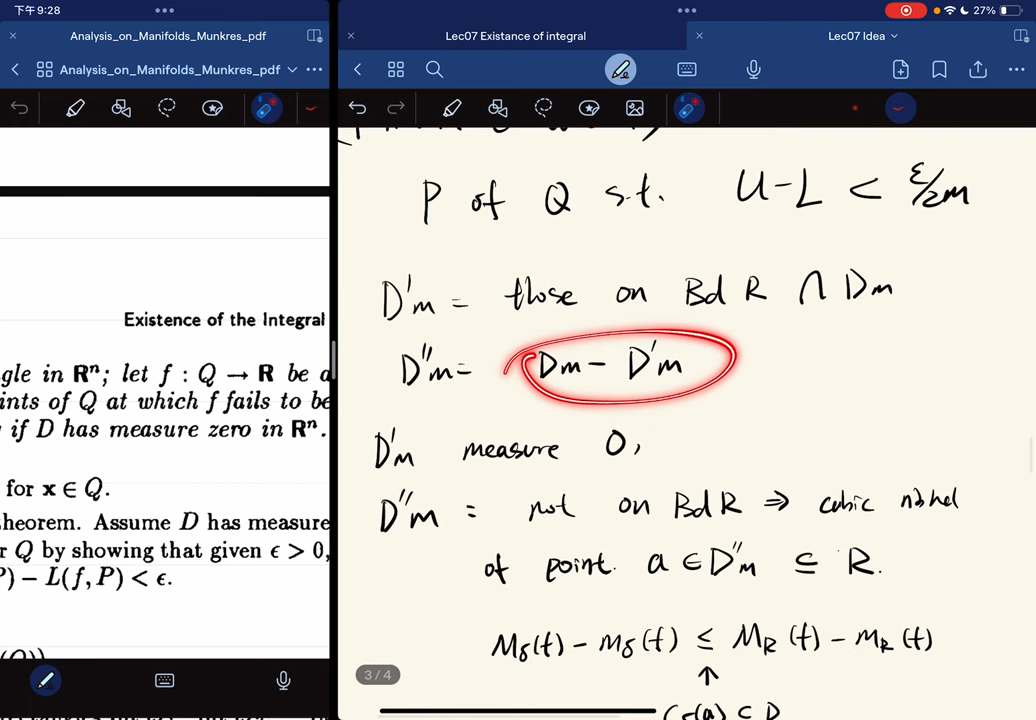 下午9:28
27%
Analysis_on_Manifolds_Munkres_pdf
Lec07 Existance of integral
Lec07 Idea
Analysis_on_Manifolds_Munkres_pdf
Existence of the Integral
gle in Rⁿ; let f : Q → R be a
ints of Q at which f fails to be
if D has measure zero in Rⁿ.
for x ∈ Q.
theorem. Assume D has measure
r Q by showing that given ϵ > 0,
P) − L(f, P) < ϵ.
P of Q s.t. U-L < ε/2m
D'm = those on Bd R ∩ Dm
D''m = Dm - D'm
D'm measure 0,
D''m = not on Bd R ⇒ cubic nbhd
of point. a ∈ D''m ⊆ R.
Mδ(f) - mδ(f) ≤ MR(f) - mR(f)
↑
3/4